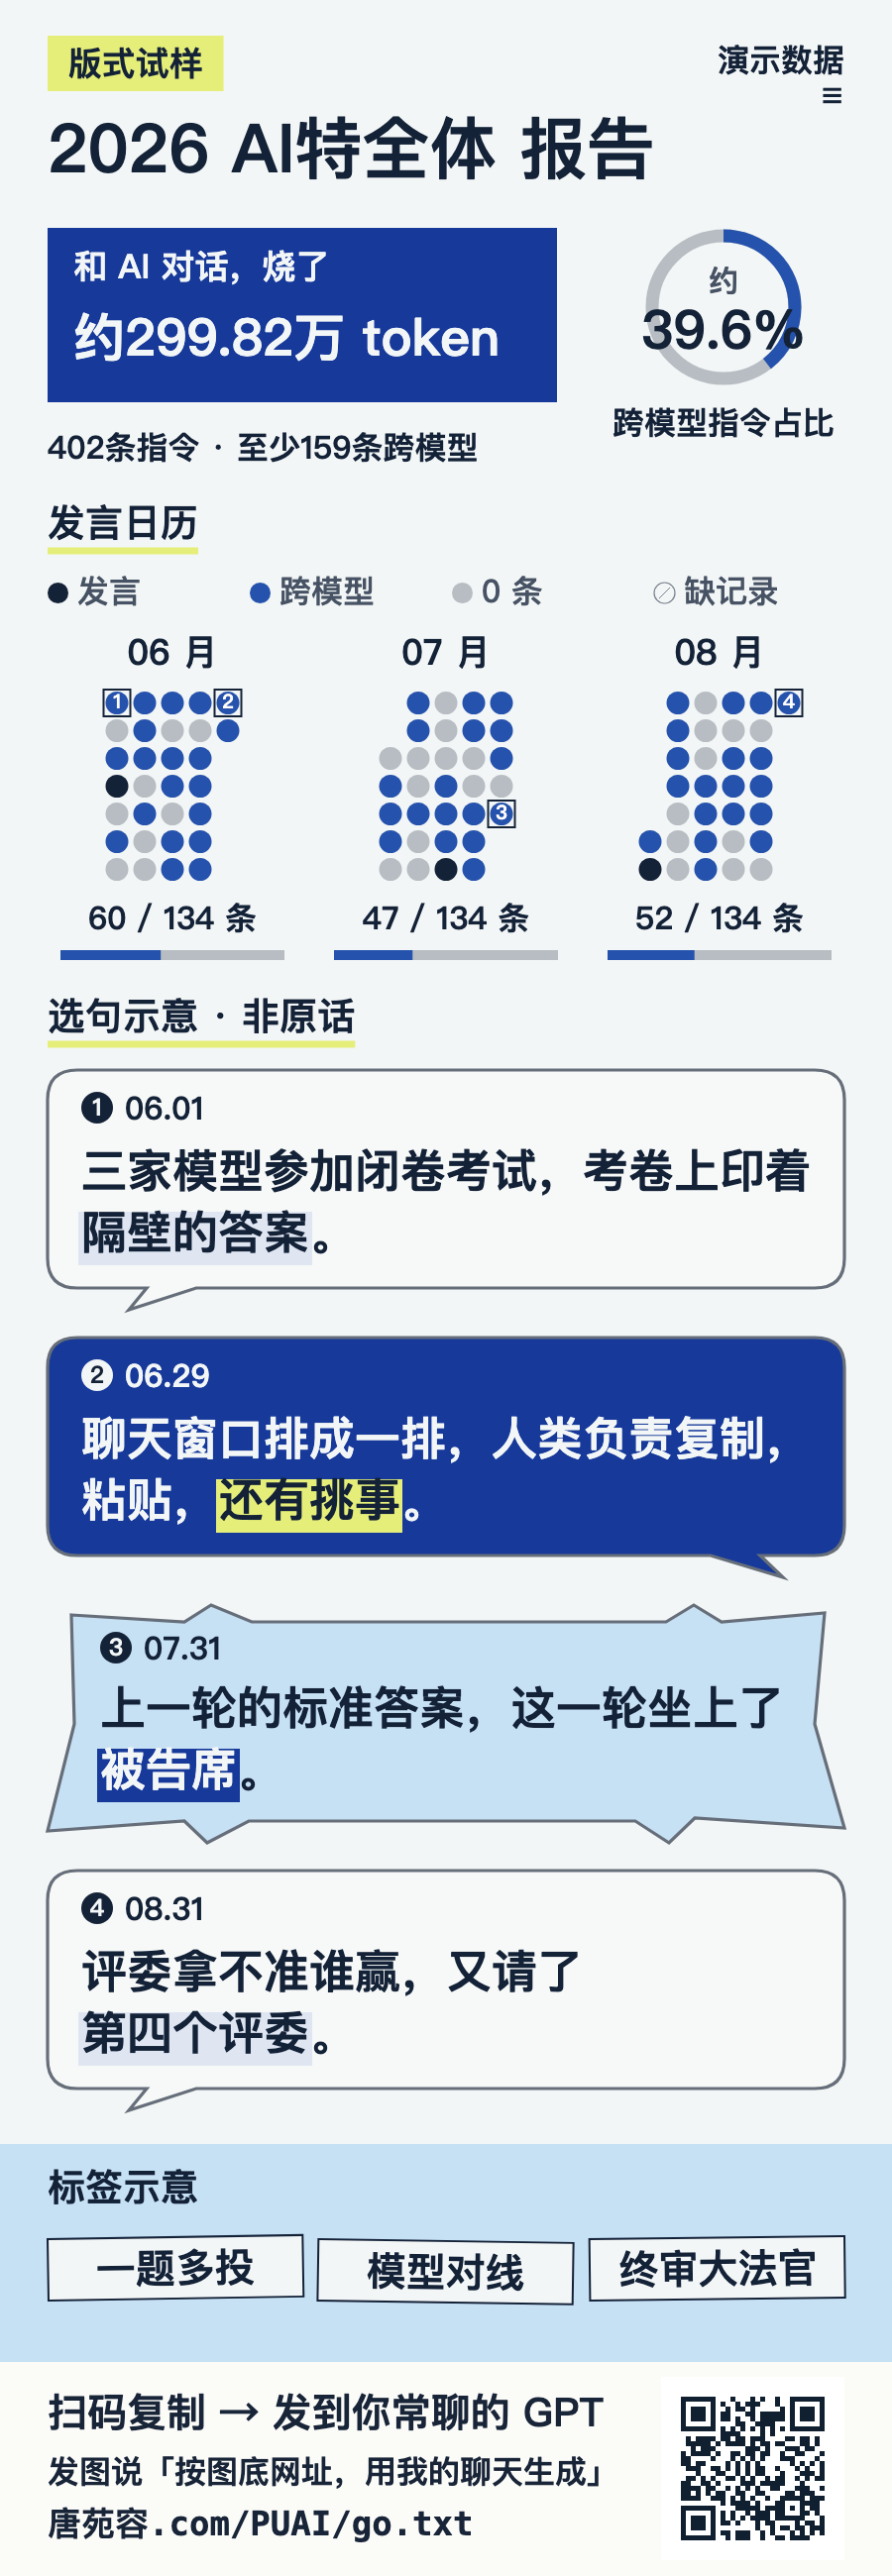 版式试样
演示数据
≡
2026 AI特全体 报告
和 AI 对话，烧了
约299.82万 token
约
39.6%
跨模型指令占比
402条指令 · 至少159条跨模型
发言日历
发言 跨模型 0 条 缺记录
06 月 07 月 08 月
1 2 4
3
60 / 134 条 47 / 134 条 52 / 134 条
选句示意 · 非原话
1 06.01
三家模型参加闭卷考试，考卷上印着
隔壁的答案。
2 06.29
聊天窗口排成一排，人类负责复制，
粘贴，还有挑事。
3 07.31
上一轮的标准答案，这一轮坐上了
被告席。
4 08.31
评委拿不准谁赢，又请了
第四个评委。
标签示意
一题多投 模型对线 终审大法官
扫码复制 → 发到你常聊的 GPT
发图说「按图底网址，用我的聊天生成」
唐苑容.com/PUAI/go.txt